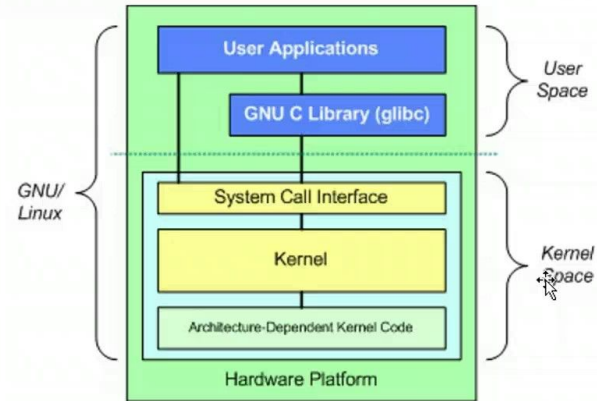 User Applications
GNU C Library (glibc)
User
Space
GNU/
Linux
System Call Interface
Kernel
Architecture-Dependent Kernel Code
Kernel
Space
Hardware Platform